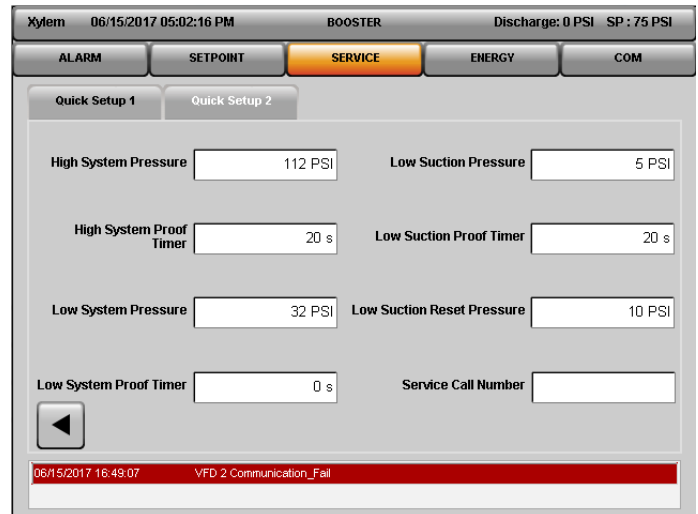 Xylem 06/15/2017 05:02:16 PM BOOSTER Discharge: 0 PSI SP : 75 PSI
ALARM SETPOINT SERVICE ENERGY COM
Quick Setup 1 Quick Setup 2
High System Pressure 112 PSI Low Suction Pressure 5 PSI
High System Proof
Timer 20 s Low Suction Proof Timer 20 s
Low System Pressure 32 PSI Low Suction Reset Pressure 10 PSI
Low System Proof Timer 0 s Service Call Number
06/15/2017 16:49:07 VFD 2 Communication_Fail